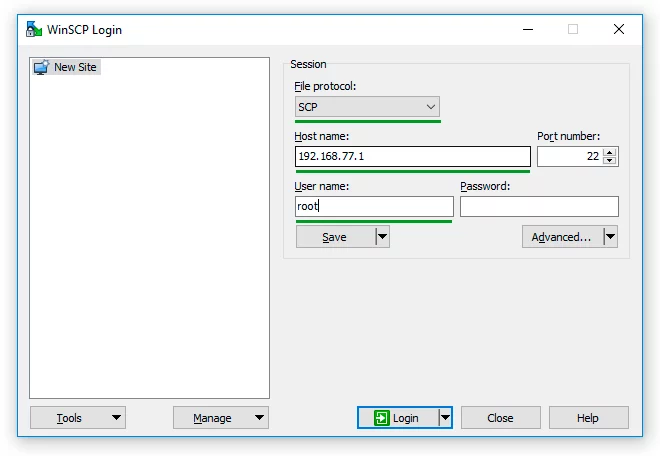 WinSCP Login
New Site
Session
File protocol:
SCP
Host name:
Port number:
192.168.77.1
22
User name:
Password:
root
Save
Advanced...
Tools
Manage
Login
Close
Help